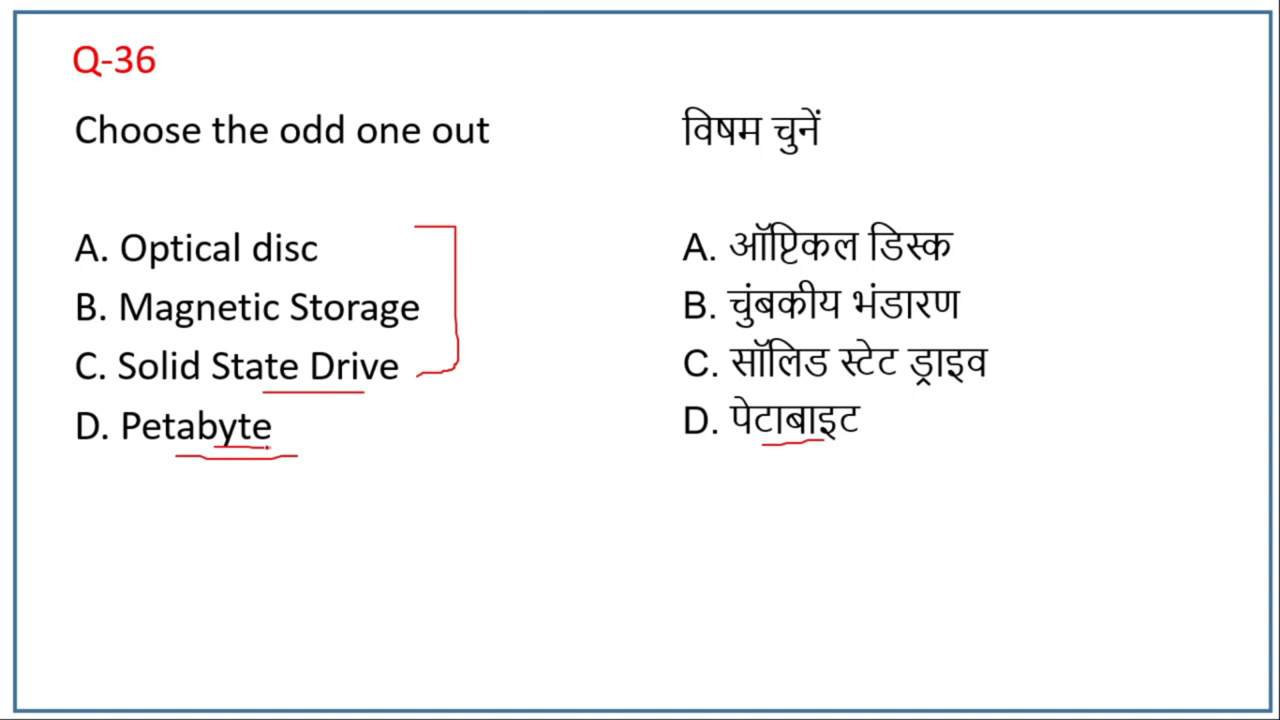 Q-36
Choose the odd one out
A. Optical disc
B. Magnetic Storage
C. Solid State Drive
D. Petabyte
विषम चुनें
A. ऑप्टिकल डिस्क
B. चुंबकीय भंडारण
C. सॉलिड स्टेट ड्राइव
D. पेटाबाइट